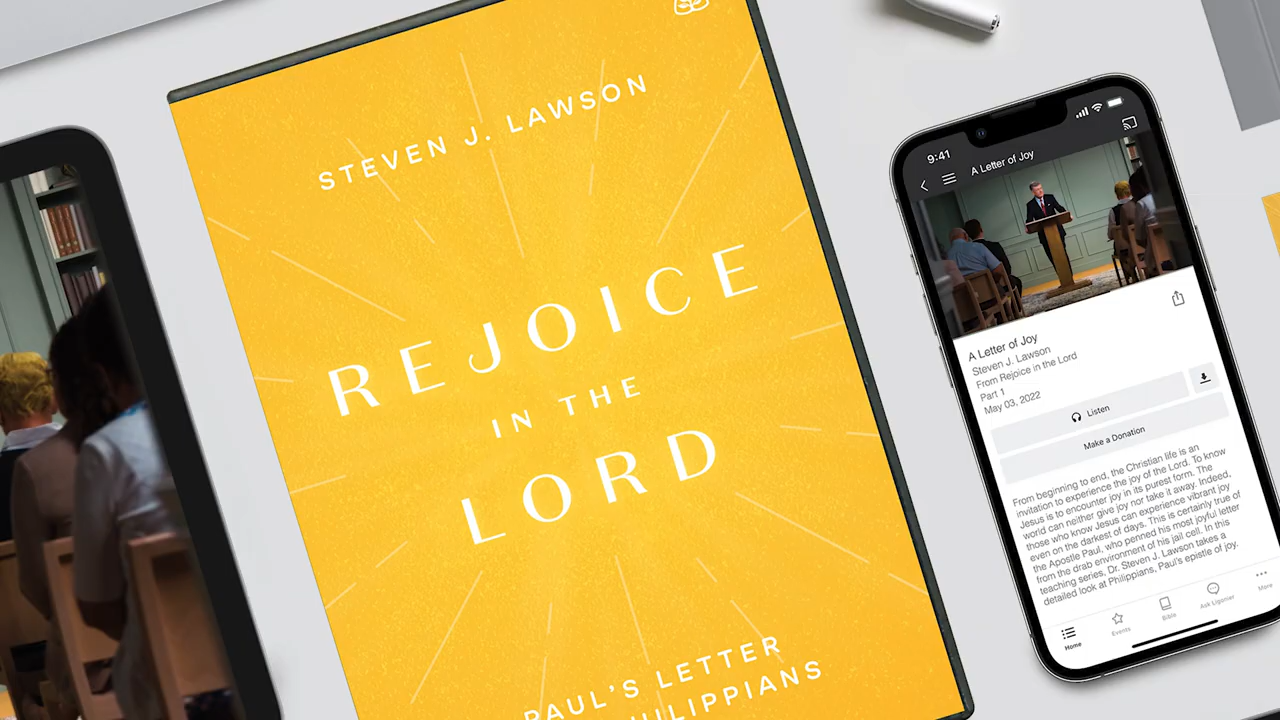 STEVEN J. LAWSON
REJOICE
IN THE
LORD
PAUL'S LETTER
PHILIPPIANS
9:41
A Letter of Joy
A Letter of Joy
Steven J. Lawson
From Rejoice in the Lord
Part 1
May 03, 2022
Listen
Make a Donation
From beginning to end, the Christian life is an
invitation to experience the joy of the Lord. To know
Jesus is to encounter joy in its purest form. The
world can neither give joy nor take it away. Indeed,
those who know Jesus can experience vibrant joy
even on the darkest of days. This is certainly true of
the Apostle Paul, who penned his most joyful letter
from the drab environment of his jail cell. In this
teaching series, Dr. Steven J. Lawson takes a
detailed look at Philippians, Paul's epistle of joy.
Home
Events
Bible
Ask Ligonier
More